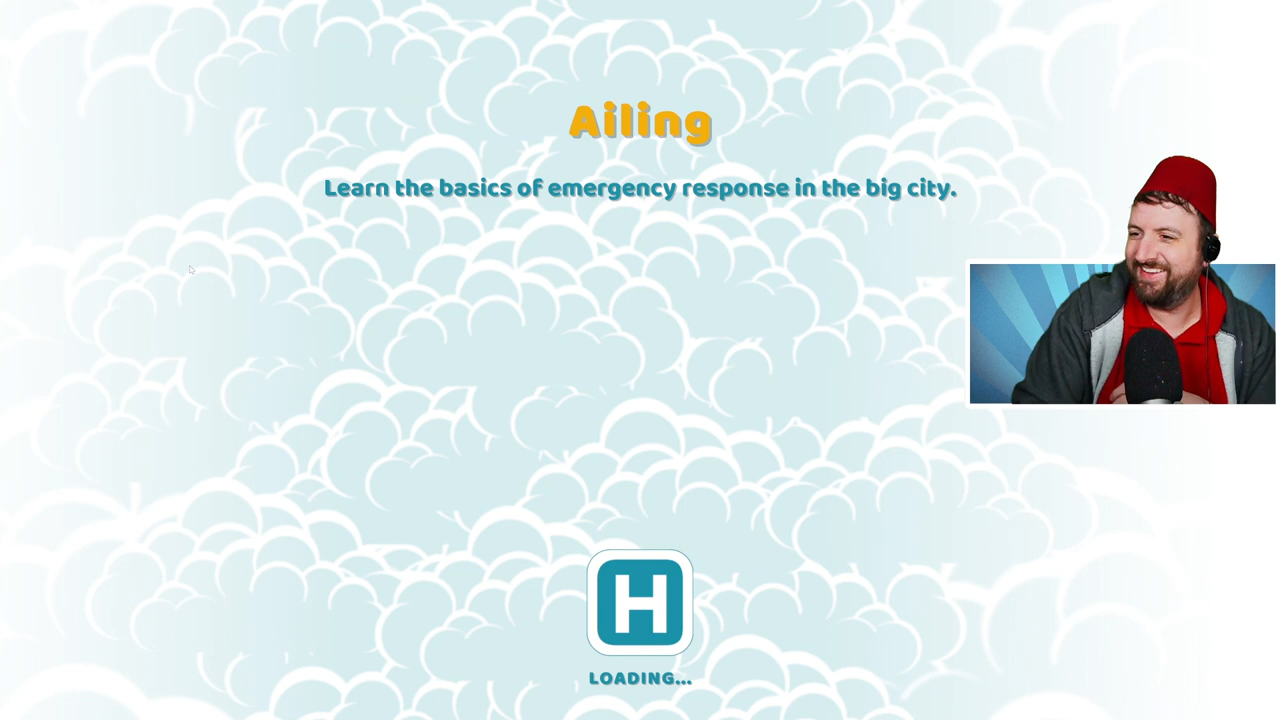 Ailing
Learn the basics of emergency response in the big city.
H
LOADING...